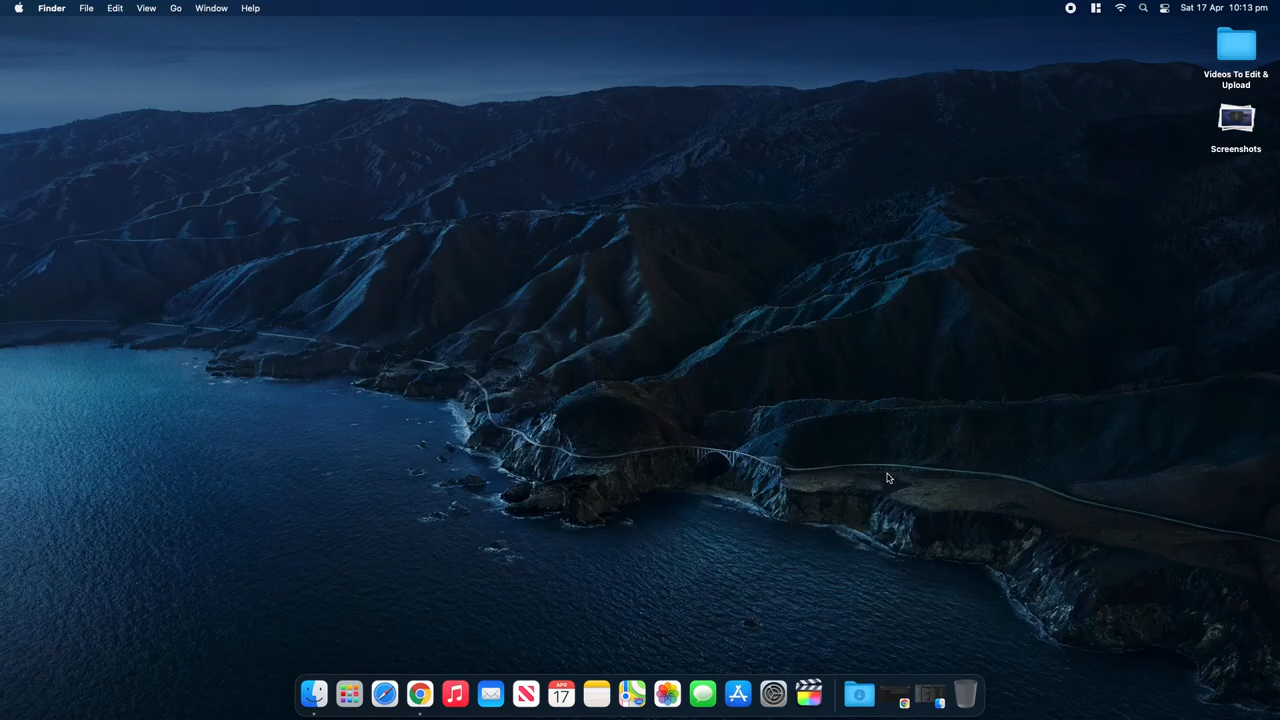 Finder File Edit View Go Window Help Sat 17 Apr 10:13 pm
Videos To Edit &
Upload
Screenshots
APR
17